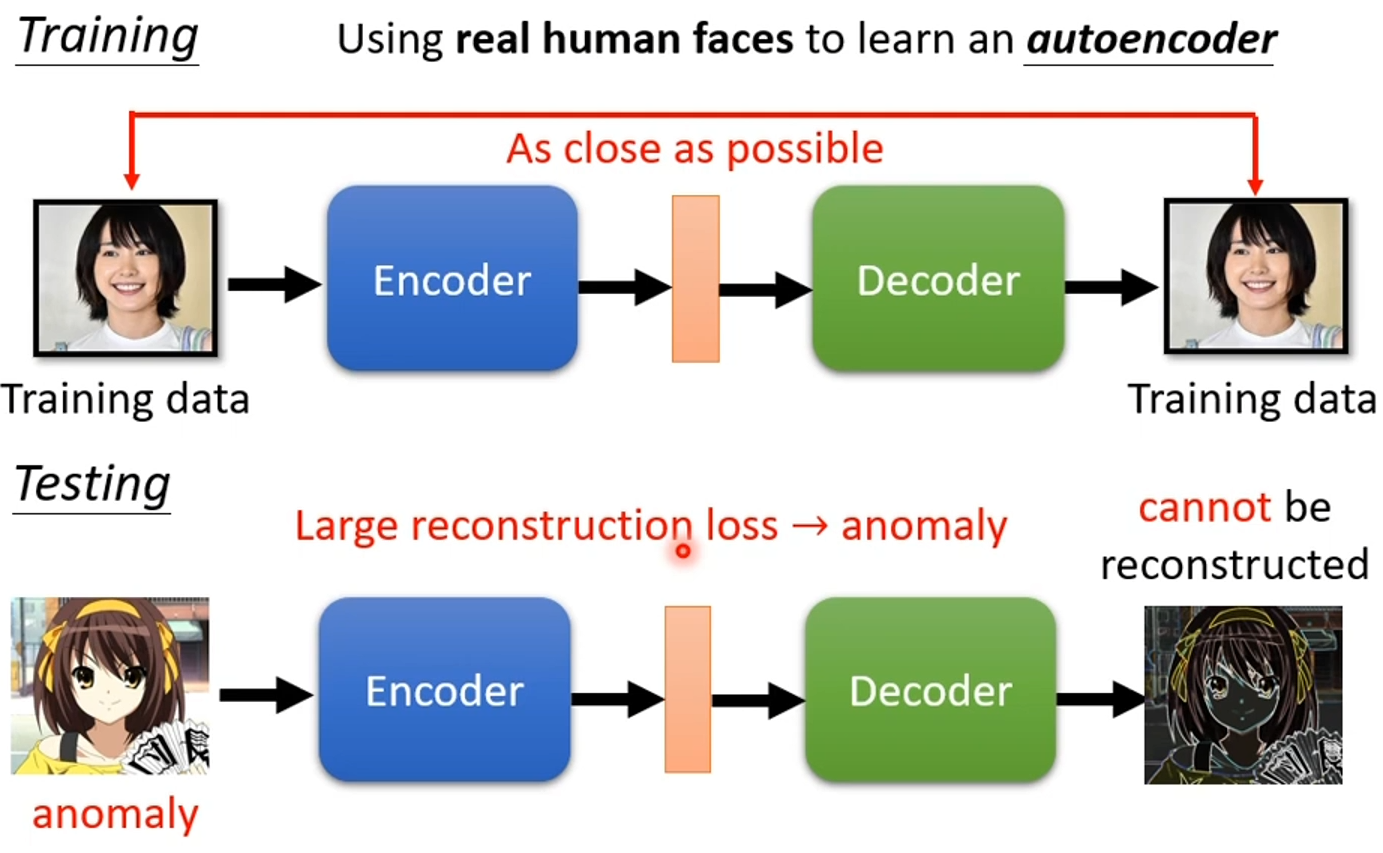 Training
Using real human faces to learn an autoencoder
As close as possible
Encoder
Decoder
Training data
Training data
Testing
Large reconstruction loss → anomaly
cannot be
reconstructed
Encoder
Decoder
anomaly